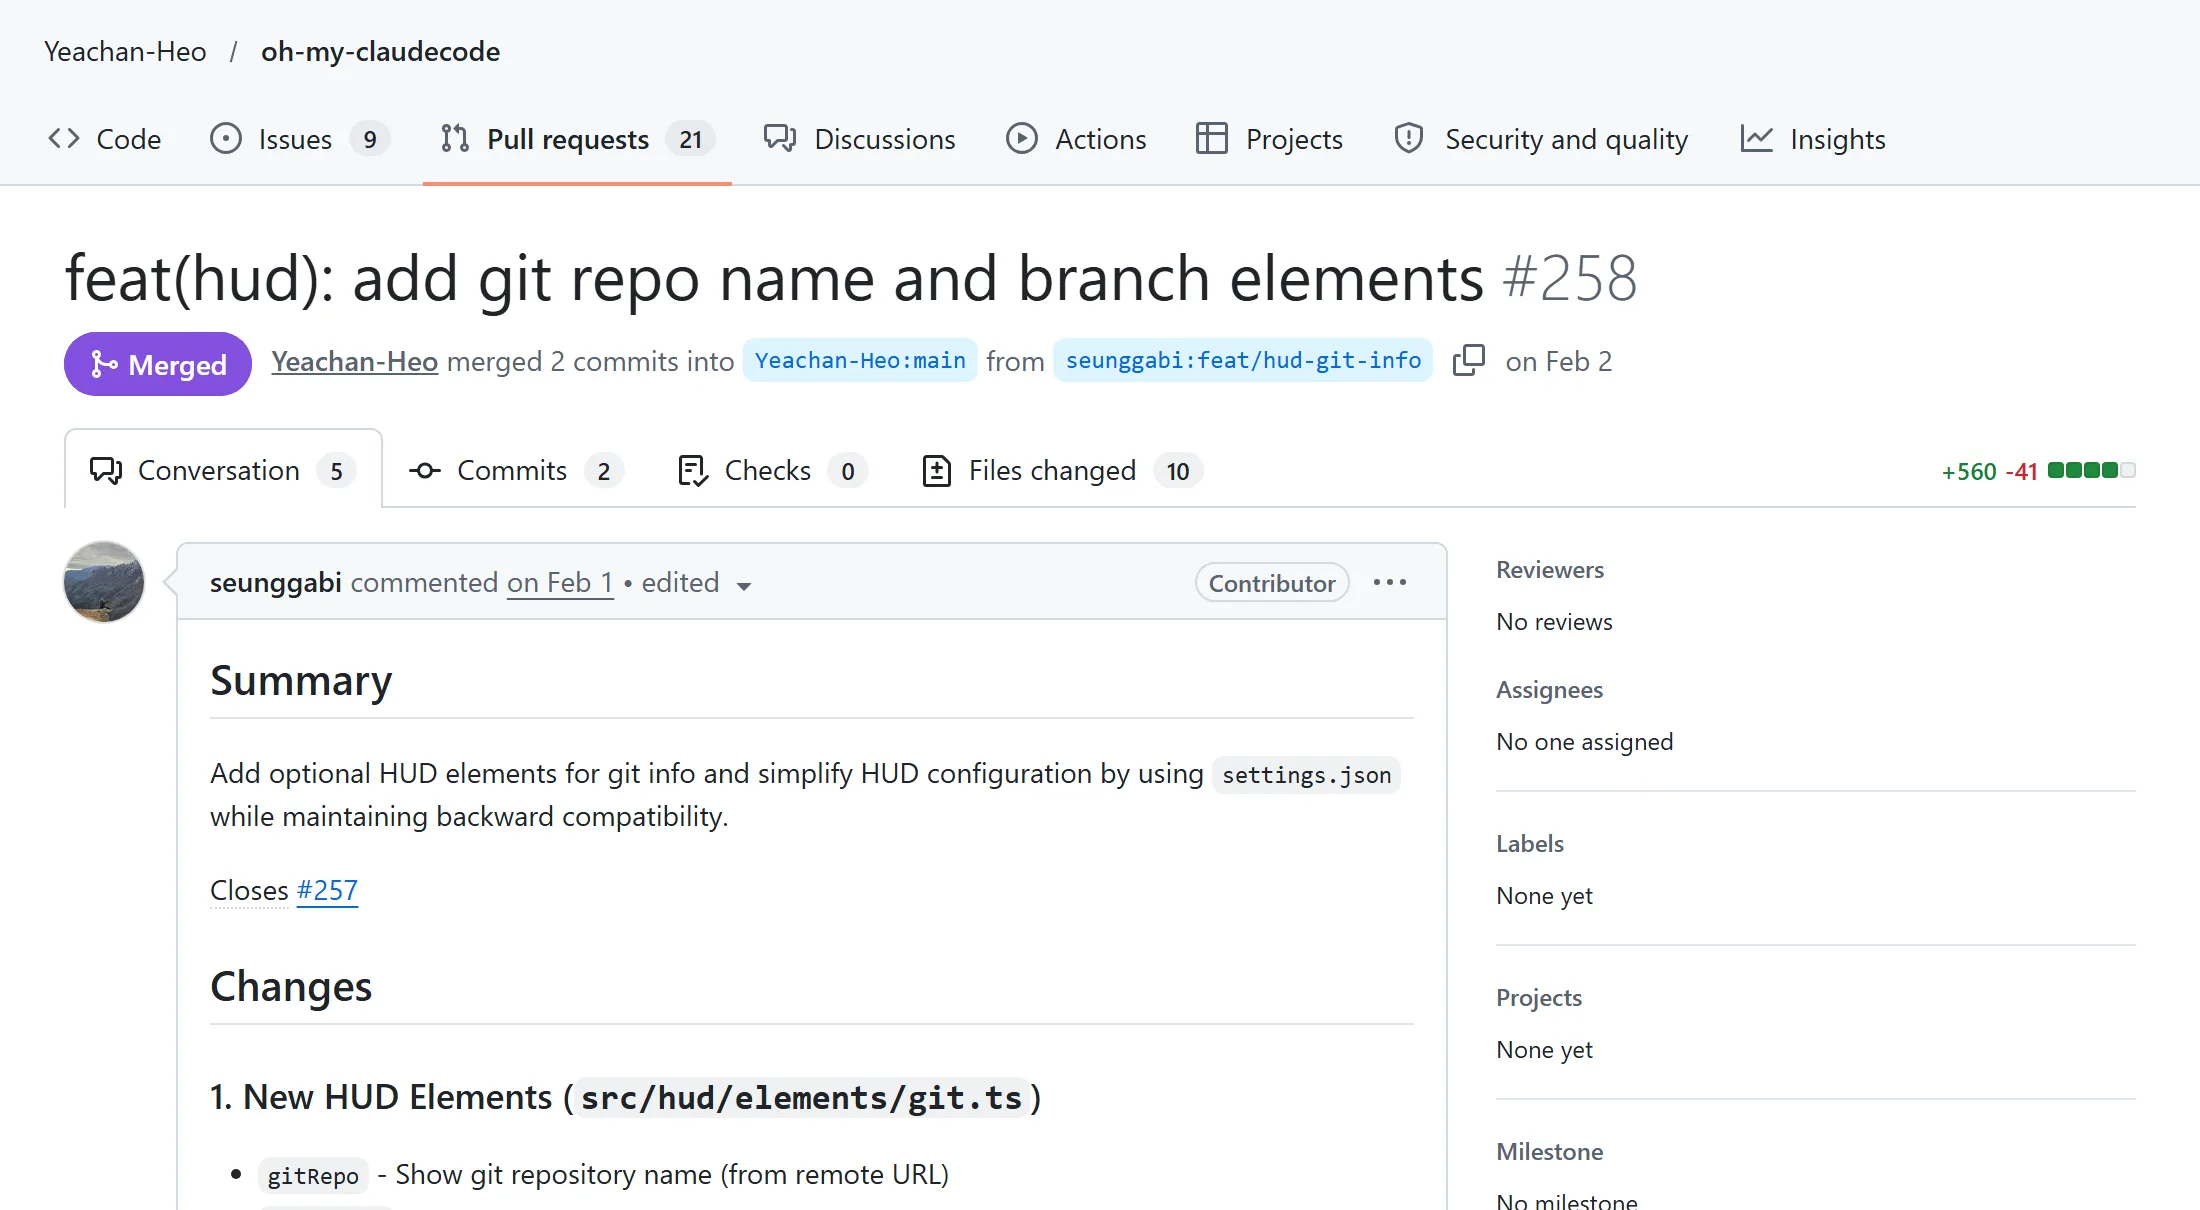 Yeachan-Heo / oh-my-claudecode
Code Issues 9 Pull requests 21 Discussions Actions Projects Security and quality Insights
feat(hud): add git repo name and branch elements #258
Merged Yeachan-Heo merged 2 commits into Yeachan-Heo:main from seunggabi:feat/hud-git-info on Feb 2
Conversation 5 Commits 2 Checks 0 Files changed 10 +560 -41
seunggabi commented on Feb 1 • edited Contributor
Summary
Add optional HUD elements for git info and simplify HUD configuration by using settings.json
while maintaining backward compatibility.
Closes #257
Changes
1. New HUD Elements (src/hud/elements/git.ts)
• gitRepo - Show git repository name (from remote URL)
Reviewers
No reviews
Assignees
No one assigned
Labels
None yet
Projects
None yet
Milestone
No milestone